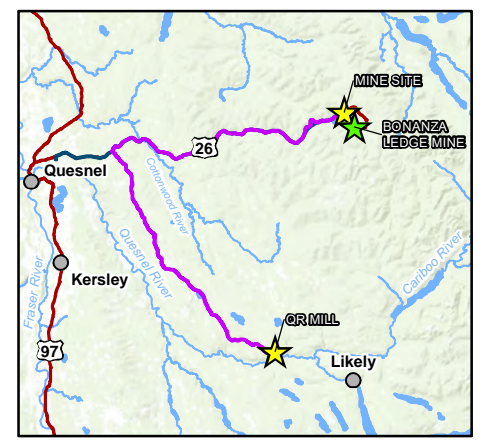 MINE SITE
BONANZA
LEDGE MINE
26
Cottonwood River
Quesnel
Quesnel River
Cariboo River
Fraser River
Kersley
QR MILL
97
Likely